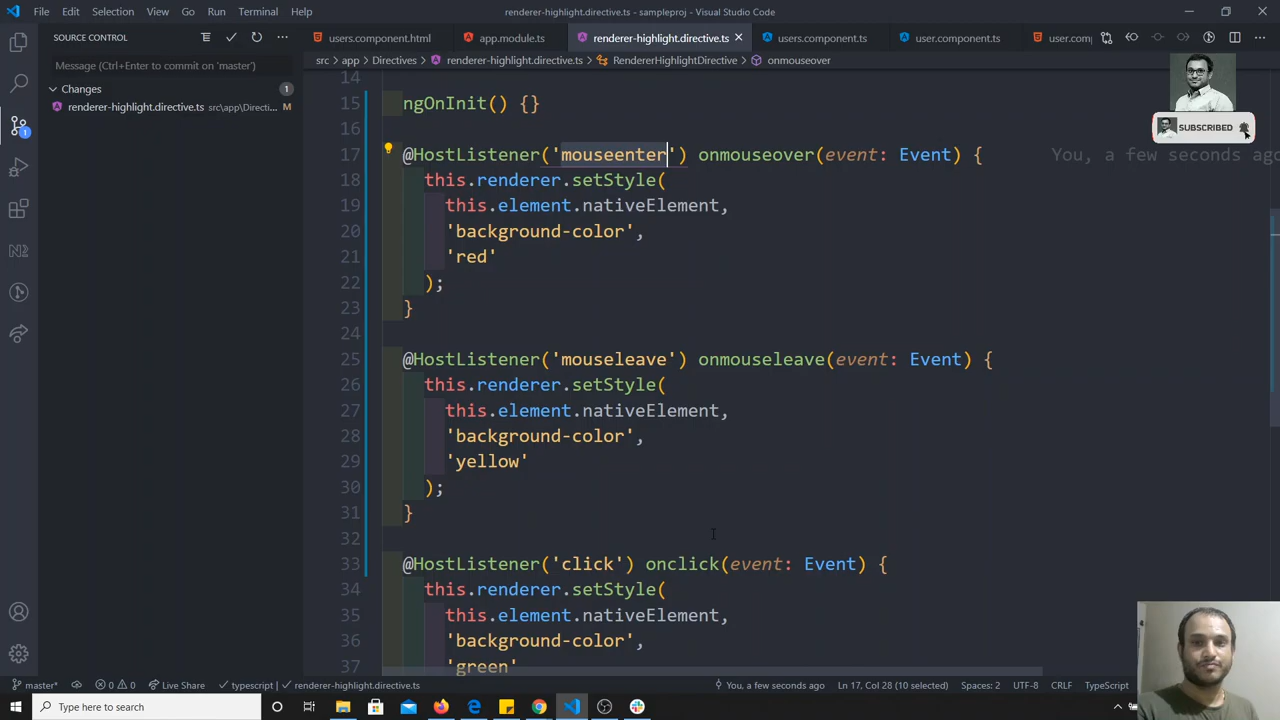 File Edit Selection View Go Run Terminal Help renderer-highlight.directive.ts - sampleproj - Visual Studio Code
SOURCE CONTROL
users.component.html app.module.ts renderer-highlight.directive.ts users.component.ts user.component.ts user.comp
Message (Ctrl+Enter to commit on 'master')
src > app > Directives > renderer-highlight.directive.ts > RendererHighlightDirective > onmouseover
Changes 1
renderer-highlight.directive.ts src\app\Directi... M
SUBSCRIBED
14
15 ngOnInit() {}
16
17 @HostListener('mouseenter') onmouseover(event: Event) { You, a few seconds ago
18 this.renderer.setStyle(
19 this.element.nativeElement,
20 'background-color',
21 'red'
22 );
23 }
24
25 @HostListener('mouseleave') onmouseleave(event: Event) {
26 this.renderer.setStyle(
27 this.element.nativeElement,
28 'background-color',
29 'yellow'
30 );
31 }
32
33 @HostListener('click') onclick(event: Event) {
34 this.renderer.setStyle(
35 this.element.nativeElement,
36 'background-color',
37 'green'
master* 0 0 Live Share typescript | renderer-highlight.directive.ts You, a few seconds ago Ln 17, Col 28 (10 selected) Spaces: 2 UTF-8 CRLF TypeScript
Type here to search